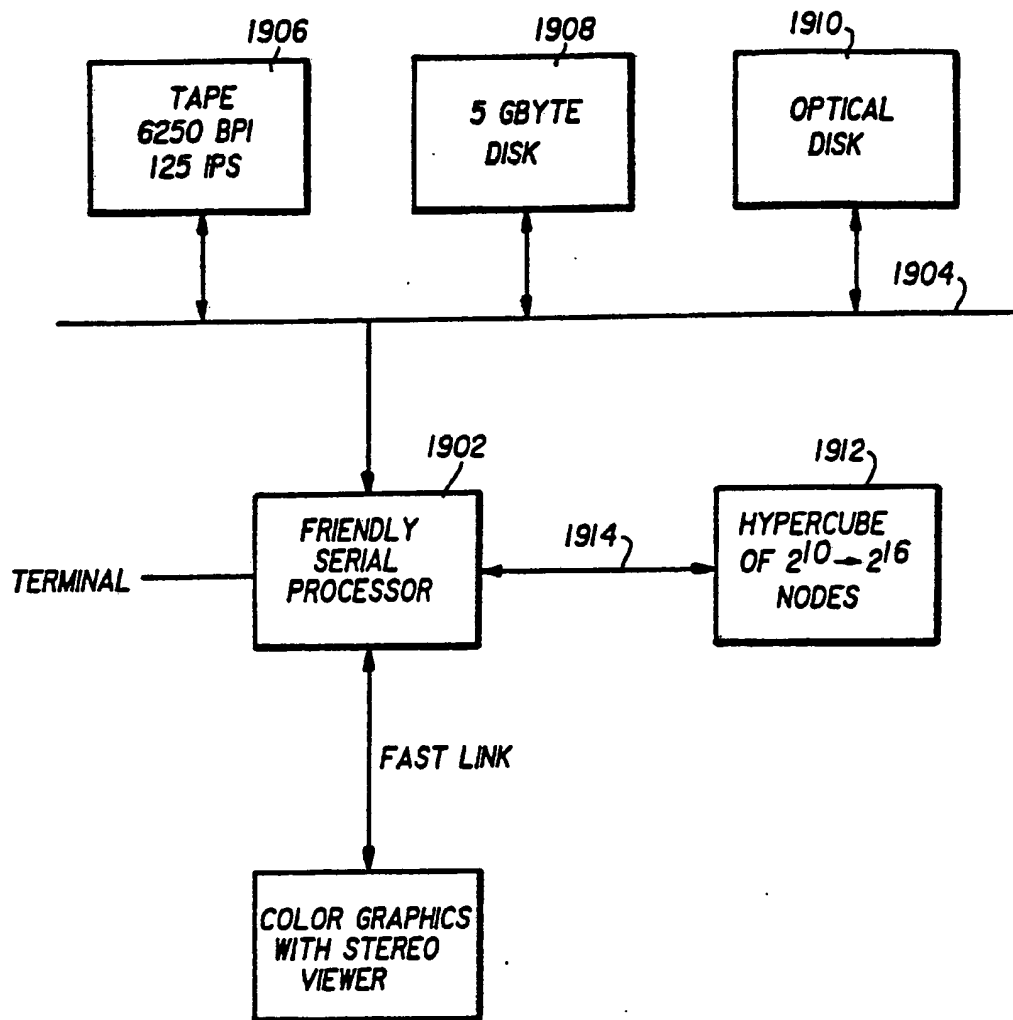 1906
1908
1910
TAPE
6250 BPI
125 IPS
5 GBYTE
DISK
OPTICAL
DISK
1904
1902
1912
FRIENDLY
SERIAL
PROCESSOR
1914
HYPERCUBE
OF 2^10→2^16
NODES
TERMINAL
FAST LINK
COLOR GRAPHICS
WITH STEREO
VIEWER